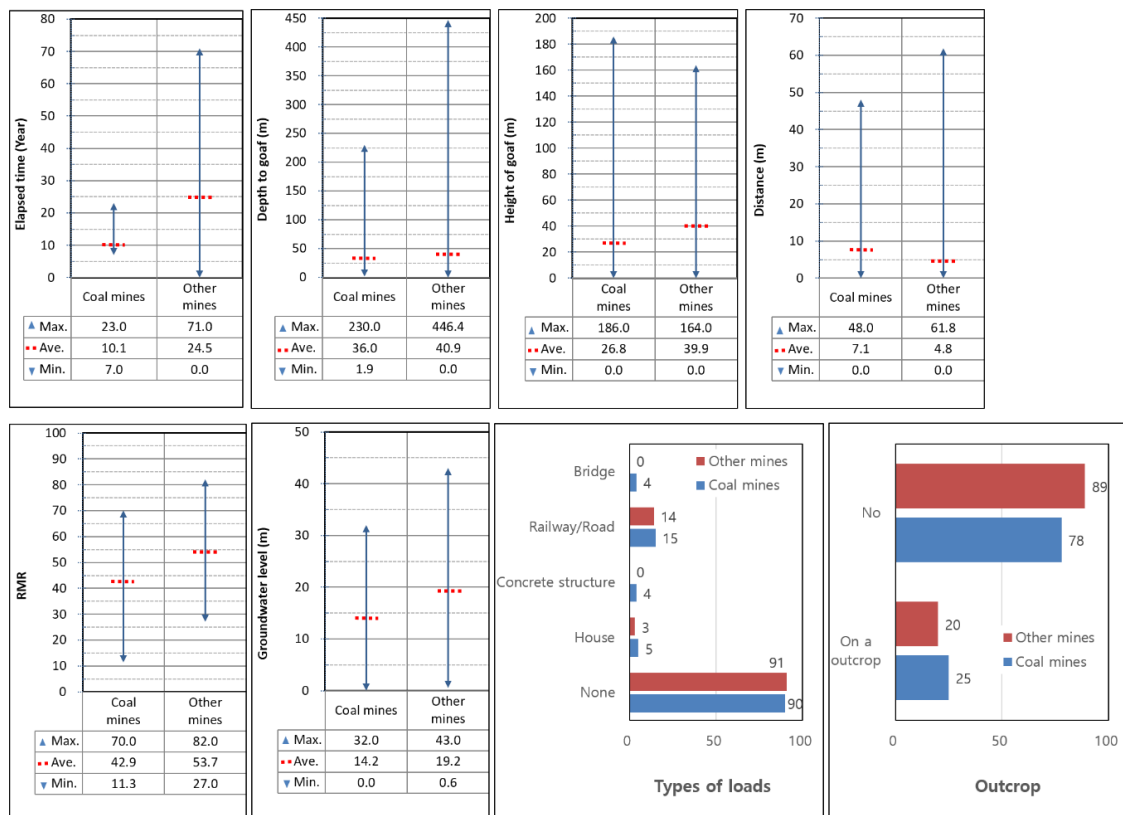 Elapsed time (Year)
80
70
60
50
40
30
20
10
0
Coal mines Other mines
Max. 23.0 71.0
Ave. 10.1 24.5
Min. 7.0 0.0
Depth to goaf (m)
450
400
350
300
250
200
150
100
50
0
Coal mines Other mines
Max. 230.0 446.4
Ave. 36.0 40.9
Min. 1.9 0.0
Height of goaf (m)
200
180
160
140
120
100
80
60
40
20
0
Coal mines Other mines
Max. 186.0 164.0
Ave. 26.8 39.9
Min. 0.0 0.0
Distance (m)
70
60
50
40
30
20
10
0
Coal mines Other mines
Max. 48.0 61.8
Ave. 7.1 4.8
Min. 0.0 0.0
RMR
100
95
90
85
80
75
70
65
60
55
50
45
40
35
30
25
20
15
10
5
0
Coal mines Other mines
Max. 70.0 82.0
Ave. 42.9 53.7
Min. 11.3 27.0
Groundwater level (m)
50
40
30
20
10
0
Coal mines Other mines
Max. 32.0 43.0
Ave. 14.2 19.2
Min. 0.0 0.6
Other mines
Coal mines
Bridge 0 4
Railway/Road 14 15
Concrete structure 0 4
House 3 5
None 91 90
0 50 100
Types of loads
No 89 78
On a outcrop 20 25
Other mines
Coal mines
0 50 100
Outcrop